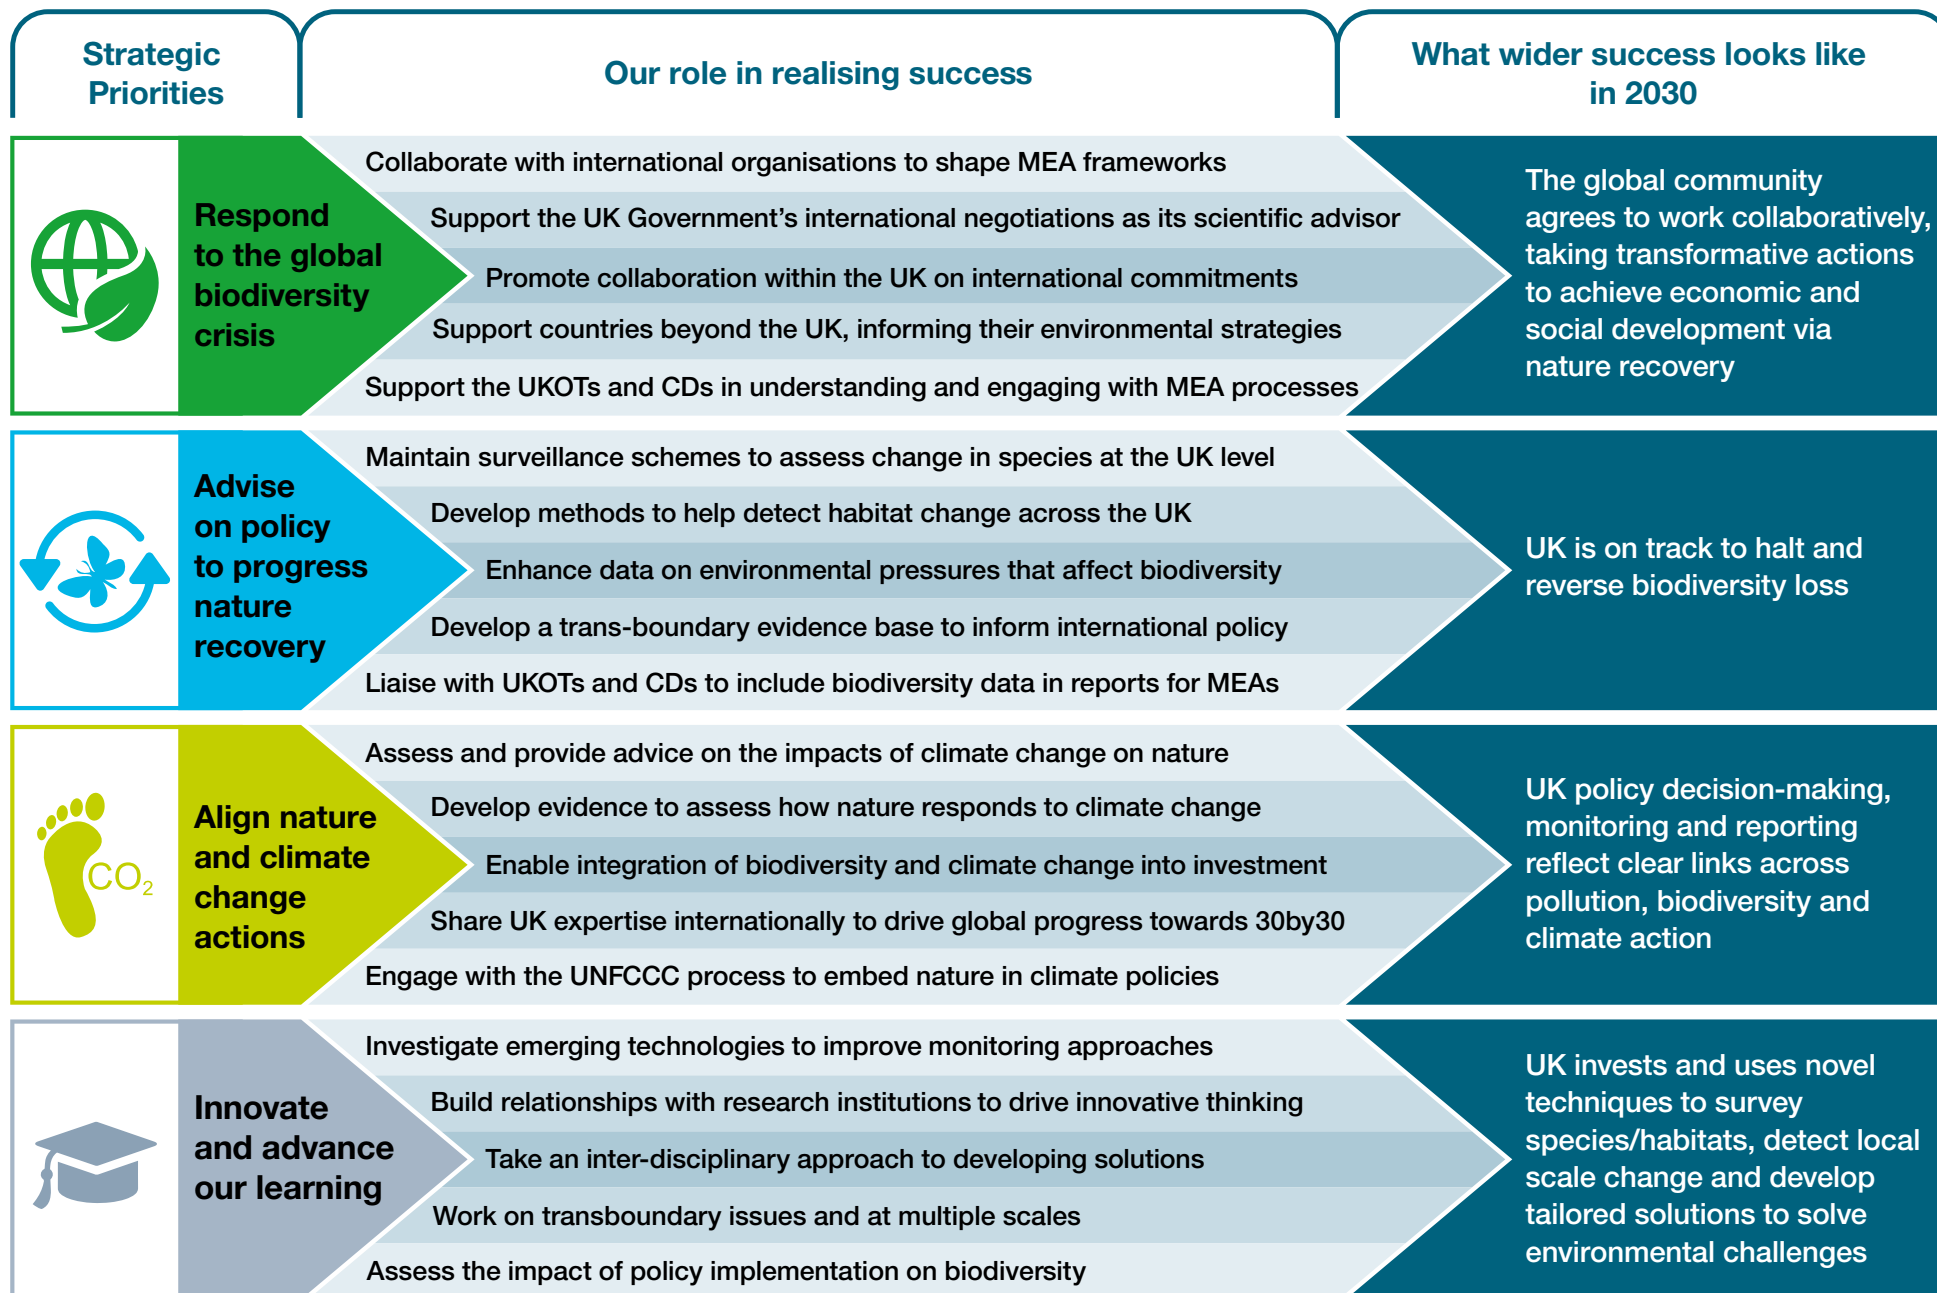 Strategic
Priorities
Our role in realising success
What wider success looks like
in 2030
Respond
to the global
biodiversity
crisis
Collaborate with international organisations to shape MEA frameworks
Support the UK Government’s international negotiations as its scientific advisor
Promote collaboration within the UK on international commitments
Support countries beyond the UK, informing their environmental strategies
Support the UKOTs and CDs in understanding and engaging with MEA processes
The global community
agrees to work collaboratively,
taking transformative actions
to achieve economic and
social development via
nature recovery
Advise
on policy
to progress
nature
recovery
Maintain surveillance schemes to assess change in species at the UK level
Develop methods to help detect habitat change across the UK
Enhance data on environmental pressures that affect biodiversity
Develop a trans-boundary evidence base to inform international policy
Liaise with UKOTs and CDs to include biodiversity data in reports for MEAs
UK is on track to halt and
reverse biodiversity loss
CO₂
Align nature
and climate
change
actions
Assess and provide advice on the impacts of climate change on nature
Develop evidence to assess how nature responds to climate change
Enable integration of biodiversity and climate change into investment
Share UK expertise internationally to drive global progress towards 30by30
Engage with the UNFCCC process to embed nature in climate policies
UK policy decision-making,
monitoring and reporting
reflect clear links across
pollution, biodiversity and
climate action
Innovate
and advance
our learning
Investigate emerging technologies to improve monitoring approaches
Build relationships with research institutions to drive innovative thinking
Take an inter-disciplinary approach to developing solutions
Work on transboundary issues and at multiple scales
Assess the impact of policy implementation on biodiversity
UK invests and uses novel
techniques to survey
species/habitats, detect local
scale change and develop
tailored solutions to solve
environmental challenges